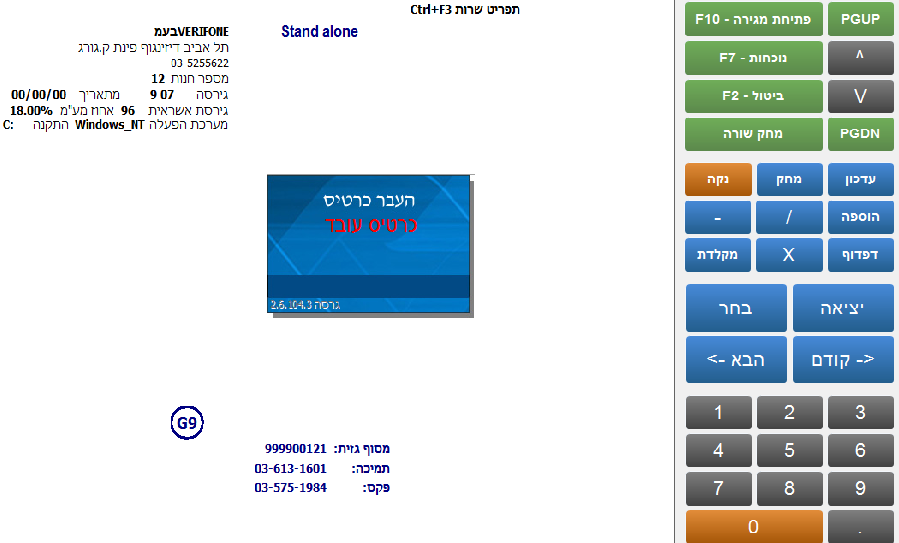 תפריט שרות Ctrl+F3
VERIFONEבעמ
Stand alone
תל אביב דיזינגוף פינת ק.גורג
03-5255622
מספר חנות 12
גירסה 9 07 מתאריך 00/00/00
גירסת אשראית 96 אחוז מע"מ 18.00%
מערכת הפעלה Windows_NT התקנה C:
העבר כרטיס
כרטיס עובד
גרסה 2.6.104.3
G9
מסוף גזית: 999900121
תמיכה: 03-613-1601
פקס: 03-575-1984
פתיחת מגירה - F10 PGUP
נוכחות - F7 ^
ביטול - F2 V
מחק שורה PGDN
נקה מחק עדכון
- / הוספה
מקלדת X דפדוף
בחר יציאה
הבא -> <- קודם
1 2 3
4 5 6
7 8 9
0 .